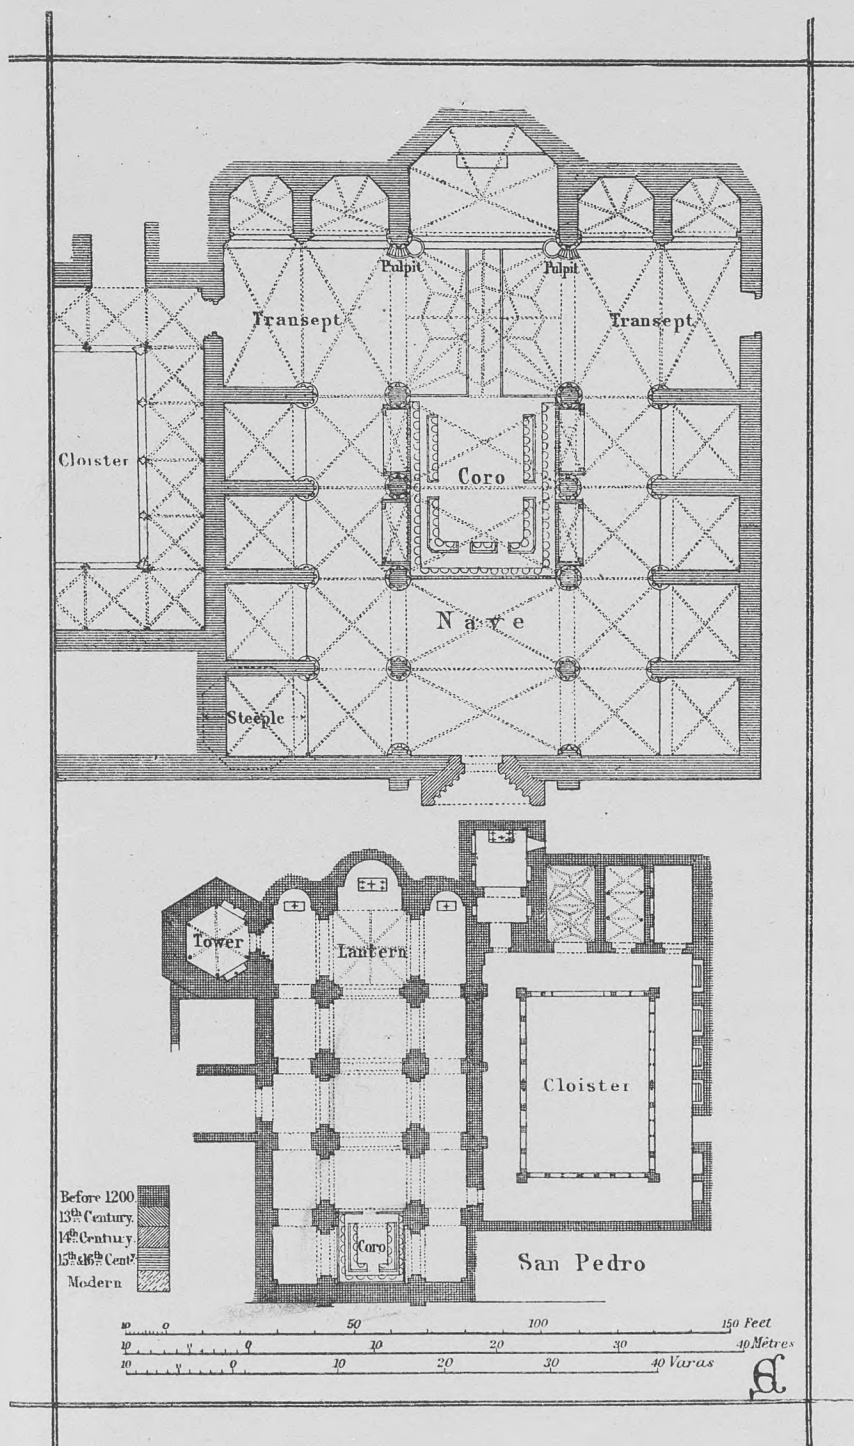 Pulpit
Pulpit
Transept
Transept
Cloister
Coro
Nave
Steeple
Tower
Lantern
Cloister
Before 1200.
13th Century.
14th Century.
15th & 16th Centy.
Modern
Coro
San Pedro
10 0 50 100 150 Feet
10 0 10 20 30 40 Mètres
10 0 10 20 30 40 Varas